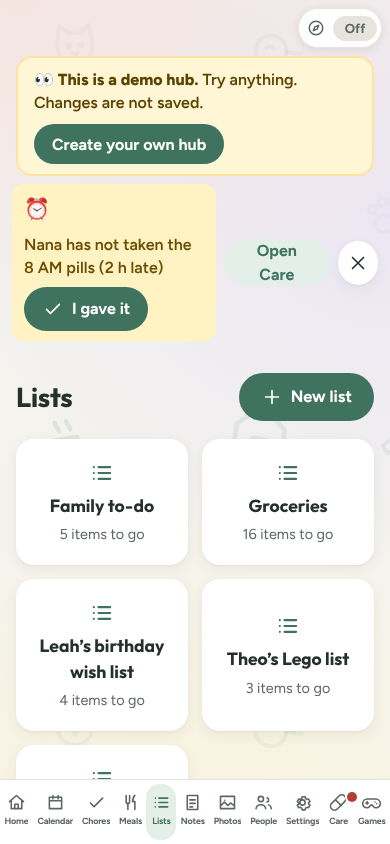 Off
👀 This is a demo hub. Try anything.
Changes are not saved.
Create your own hub
Nana has not taken the
8 AM pills (2 h late)
I gave it
Open
Care
Lists
New list
Family to-do
5 items to go
Groceries
16 items to go
Leah’s birthday
wish list
4 items to go
Theo’s Lego list
3 items to go
Home Calendar Chores Meals Lists Notes Photos People Settings Care Games